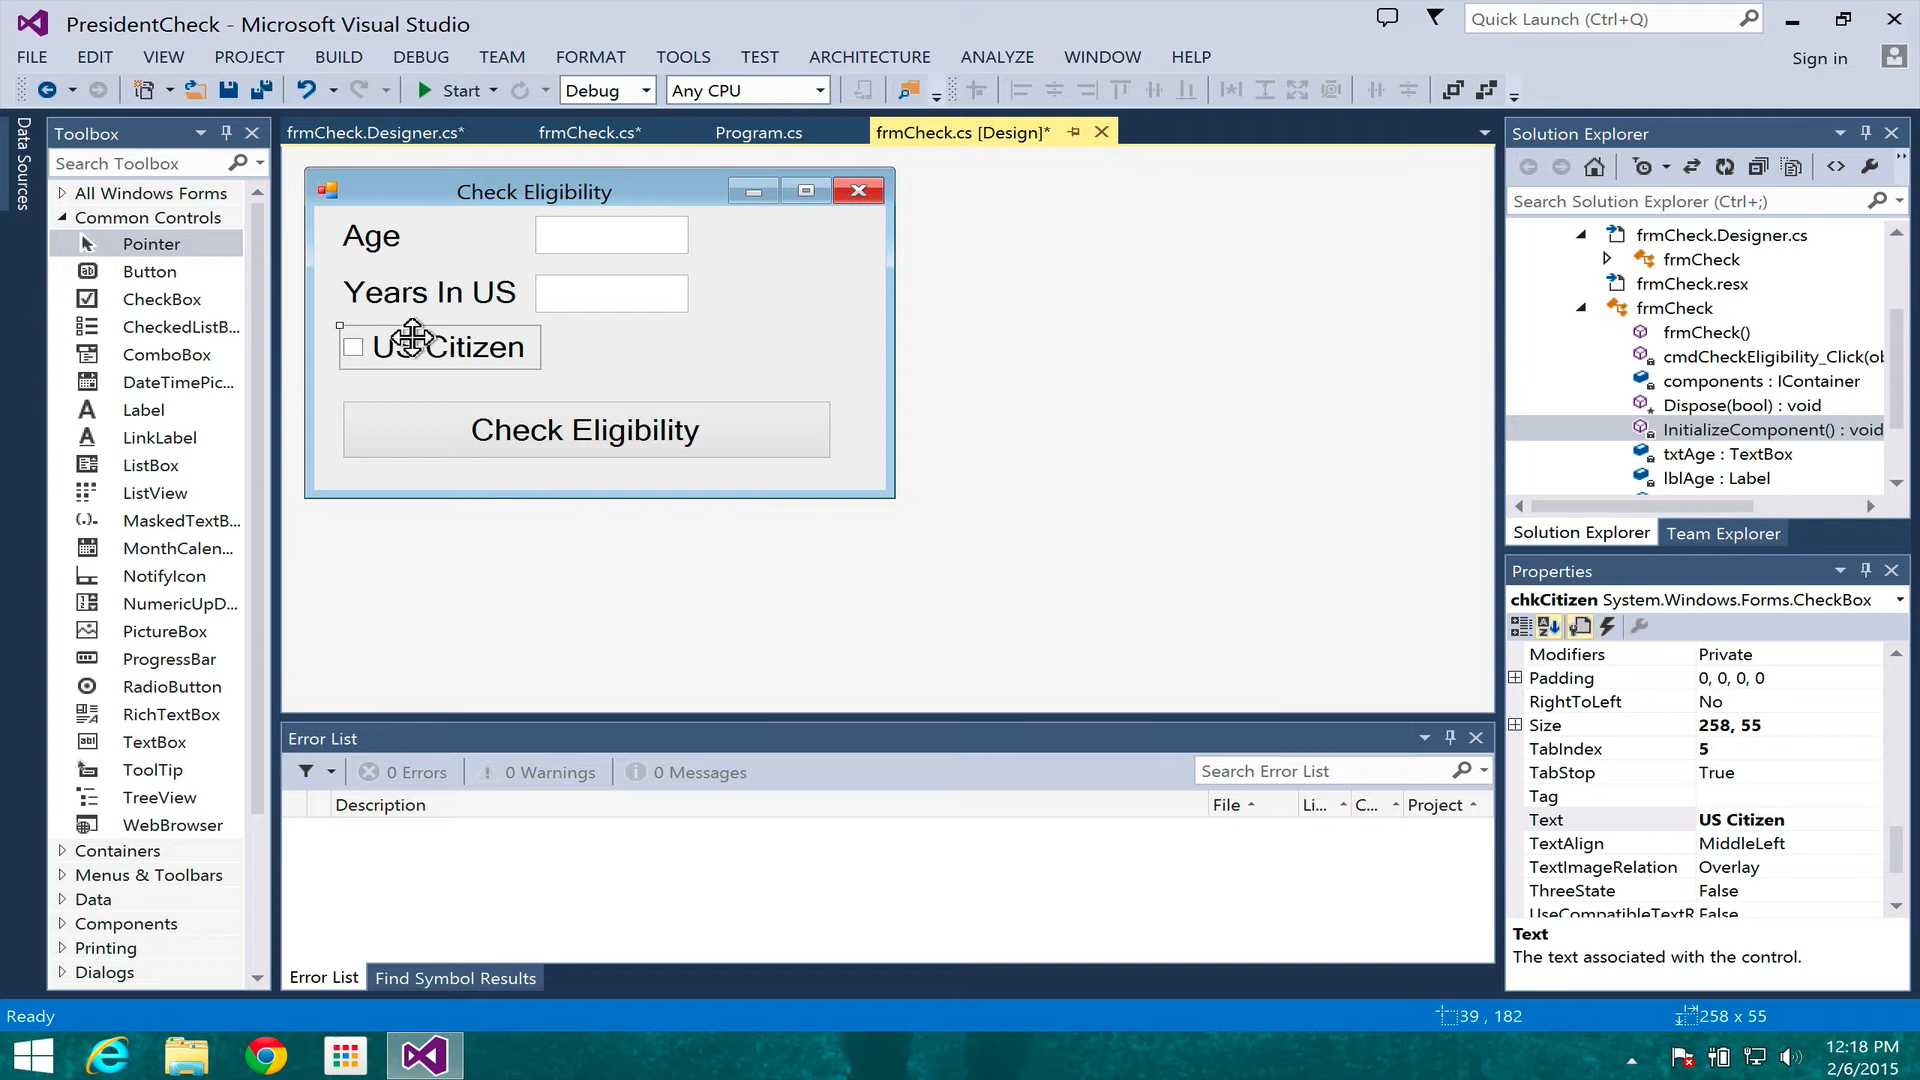 PresidentCheck - Microsoft Visual Studio
Quick Launch (Ctrl+Q)
FILE EDIT VIEW PROJECT BUILD DEBUG TEAM FORMAT TOOLS TEST ARCHITECTURE ANALYZE WINDOW HELP
Sign in
Start Debug Any CPU
Data Sources
Toolbox
Search Toolbox
All Windows Forms
Common Controls
Pointer
Button
CheckBox
CheckedListB...
ComboBox
DateTimePic...
Label
LinkLabel
ListBox
ListView
MaskedTextB...
MonthCalen...
NotifyIcon
NumericUpD...
PictureBox
ProgressBar
RadioButton
RichTextBox
TextBox
ToolTip
TreeView
WebBrowser
Containers
Menus & Toolbars
Data
Components
Printing
Dialogs
frmCheck.Designer.cs* frmCheck.cs* Program.cs frmCheck.cs [Design]*
Check Eligibility
Age
Years In US
US Citizen
Check Eligibility
Error List
0 Errors 0 Warnings 0 Messages
Search Error List
Description File Li... C... Project
Error List Find Symbol Results
Solution Explorer
Search Solution Explorer (Ctrl+;)
frmCheck.Designer.cs
frmCheck
frmCheck.resx
frmCheck
frmCheck()
cmdCheckEligibility_Click(ob
components : IContainer
Dispose(bool) : void
InitializeComponent() : void
txtAge : TextBox
lblAge : Label
Solution Explorer Team Explorer
Properties
chkCitizen System.Windows.Forms.CheckBox
Modifiers Private
Padding 0, 0, 0, 0
RightToLeft No
Size 258, 55
TabIndex 5
TabStop True
Tag
Text US Citizen
TextAlign MiddleLeft
TextImageRelation Overlay
ThreeState False
UseCompatibleTextR False
Text
The text associated with the control.
Ready
39 , 182
258 x 55
12:18 PM
2/6/2015